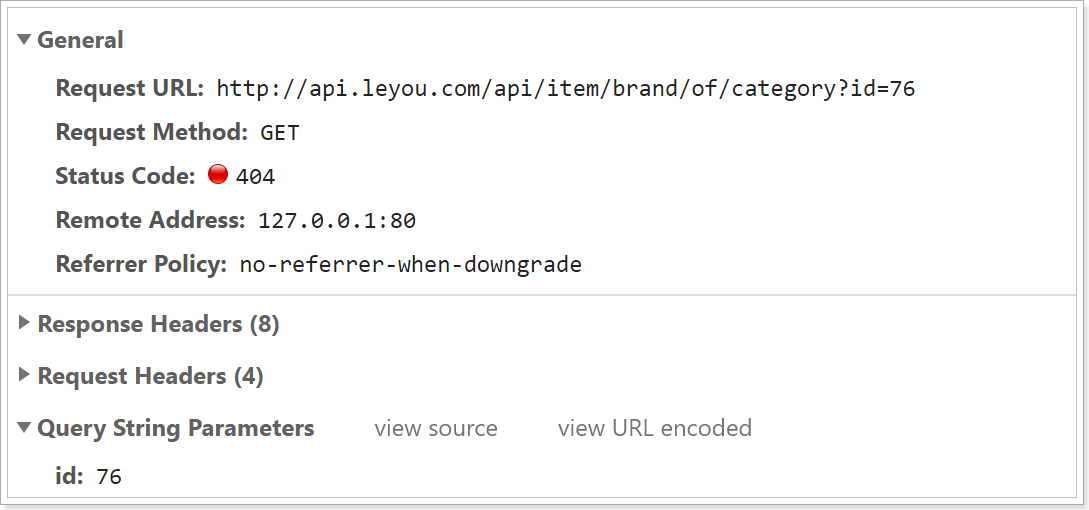 General
Request URL: http://api.leyou.com/api/item/brand/of/category?id=76
Request Method: GET
Status Code: 404
Remote Address: 127.0.0.1:80
Referrer Policy: no-referrer-when-downgrade
Response Headers (8)
Request Headers (4)
Query String Parameters view source view URL encoded
id: 76